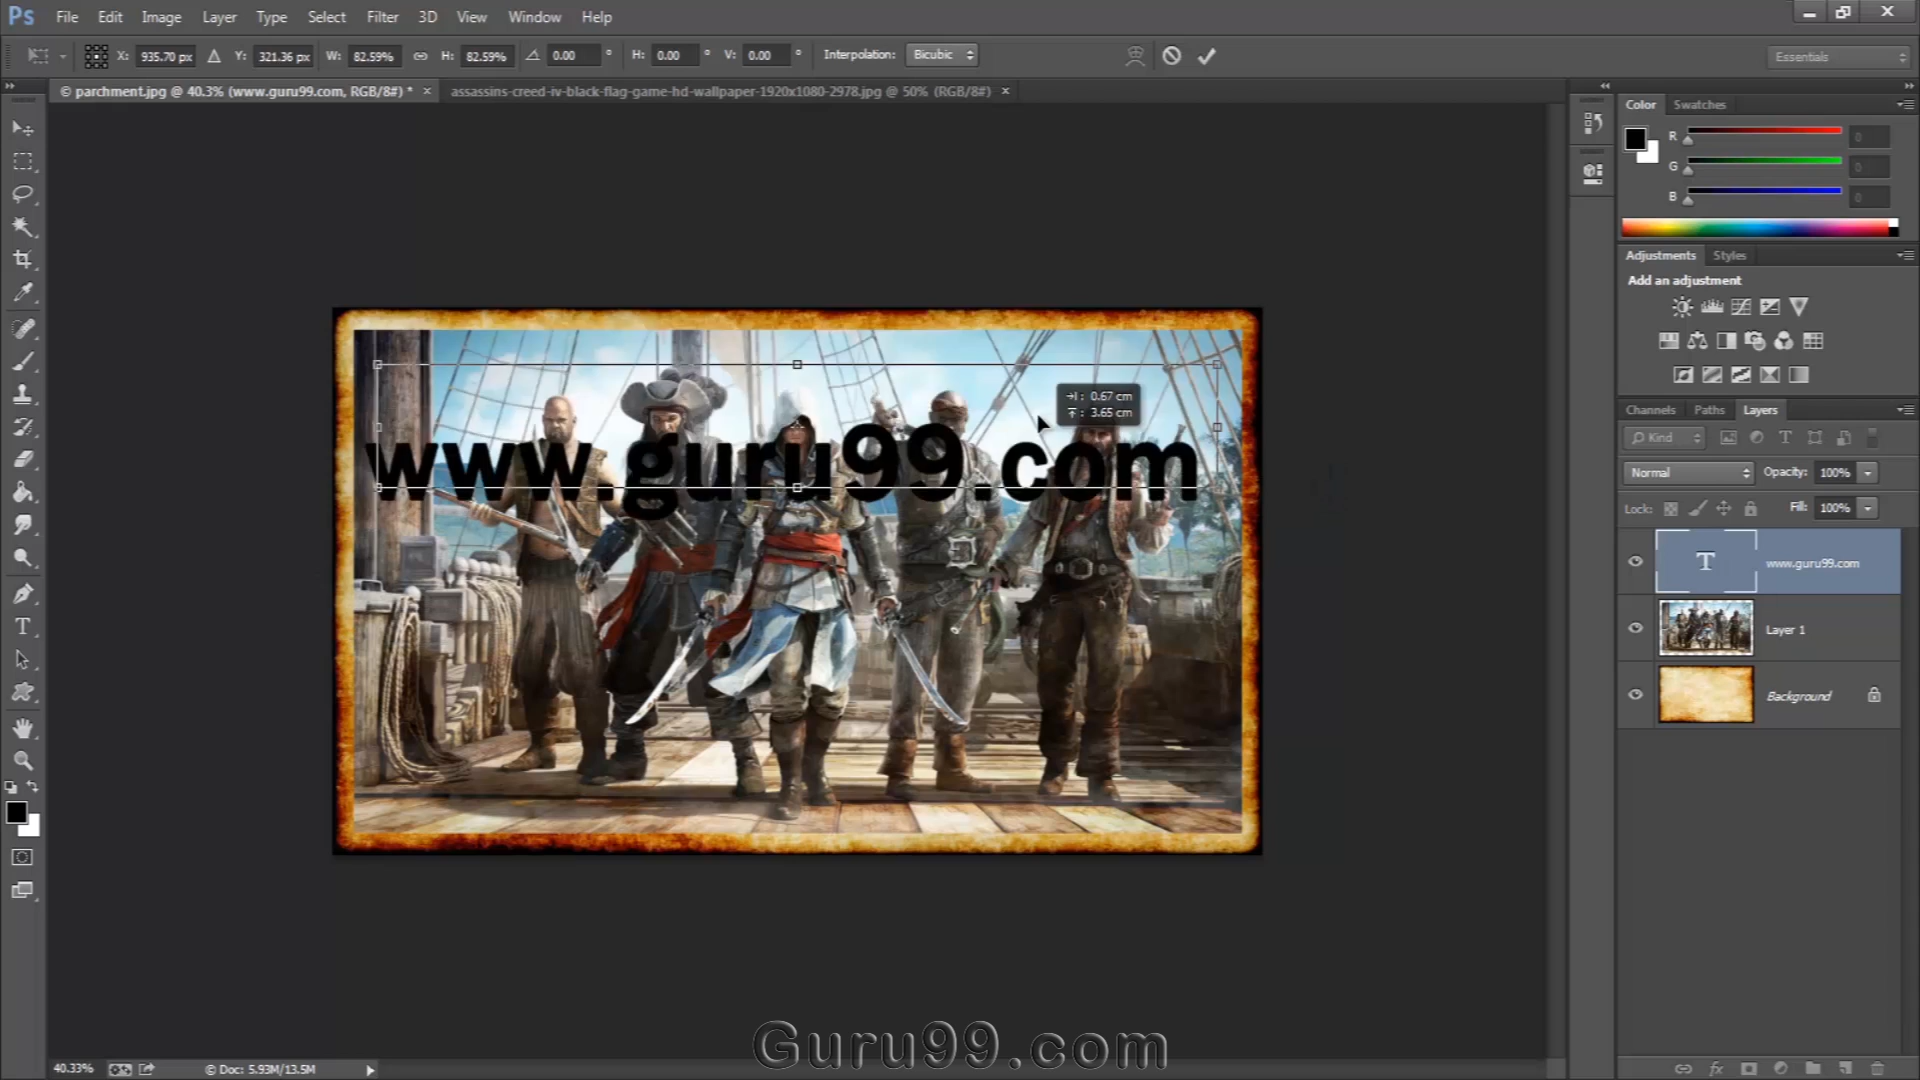 Ps File Edit Image Layer Type Select Filter 3D View Window Help
X: 935.70 px Y: 321.36 px W: 82.59% H: 82.59% 0.00 ° H: 0.00 ° V: 0.00 ° Interpolation: Bicubic Essentials
© parchment.jpg @ 40.3% (www.guru99.com, RGB/8#) * × assassins-creed-iv-black-flag-game-hd-wallpaper-1920x1080-2978.jpg @ 50% (RGB/8#) ×
Color Swatches
R 0
G 0
B 0
Adjustments Styles
Add an adjustment
Channels Paths Layers
Kind
Normal Opacity: 100%
Lock: Fill: 100%
T www.guru99.com
Layer 1
Background
: 0.67 cm
: 3.65 cm
www.guru99.com
Guru99.com
40.33% © Doc: 5.93M/13.5M
fx